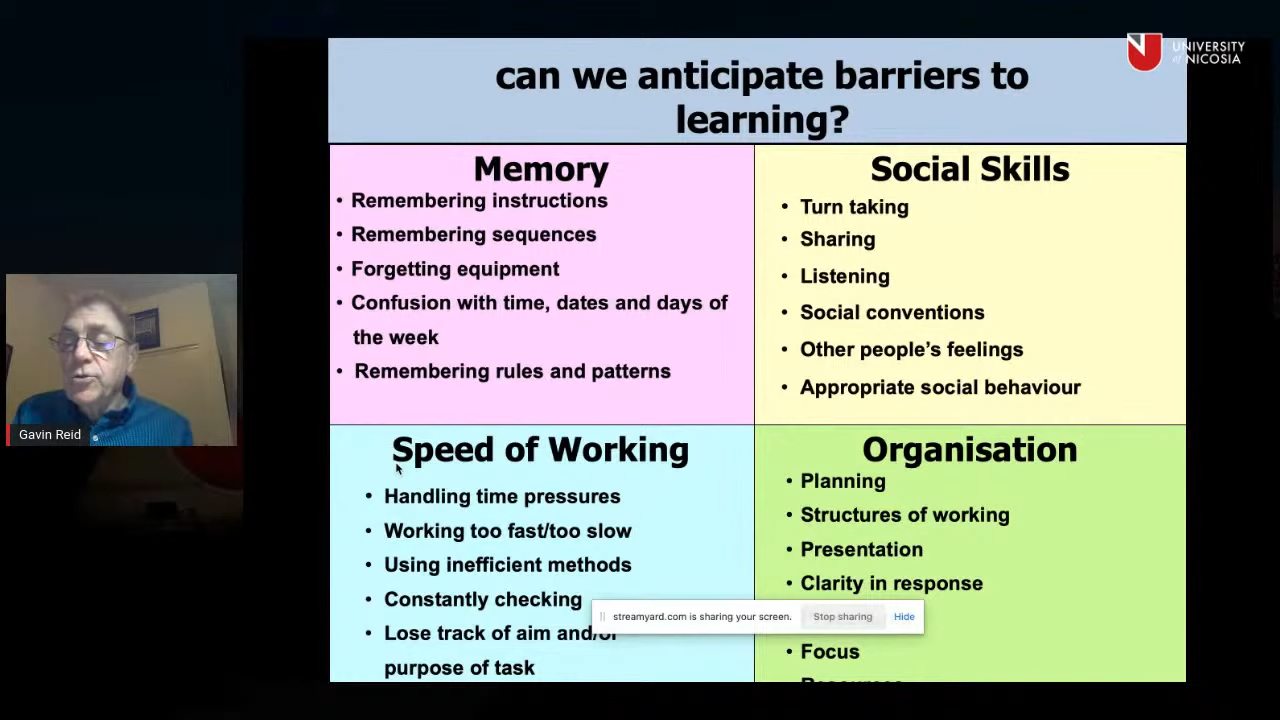 UNIVERSITY
of NICOSIA
can we anticipate barriers to
learning?
Memory
• Remembering instructions
• Remembering sequences
• Forgetting equipment
• Confusion with time, dates and days of
the week
• Remembering rules and patterns
Social Skills
• Turn taking
• Sharing
• Listening
• Social conventions
• Other people’s feelings
• Appropriate social behaviour
Speed of Working
• Handling time pressures
• Working too fast/too slow
• Using inefficient methods
• Constantly checking
• Lose track of aim and/or
purpose of task
Organisation
• Planning
• Structures of working
• Presentation
• Clarity in response
• Focus
streamyard.com is sharing your screen.
Stop sharing
Hide
Gavin Reid